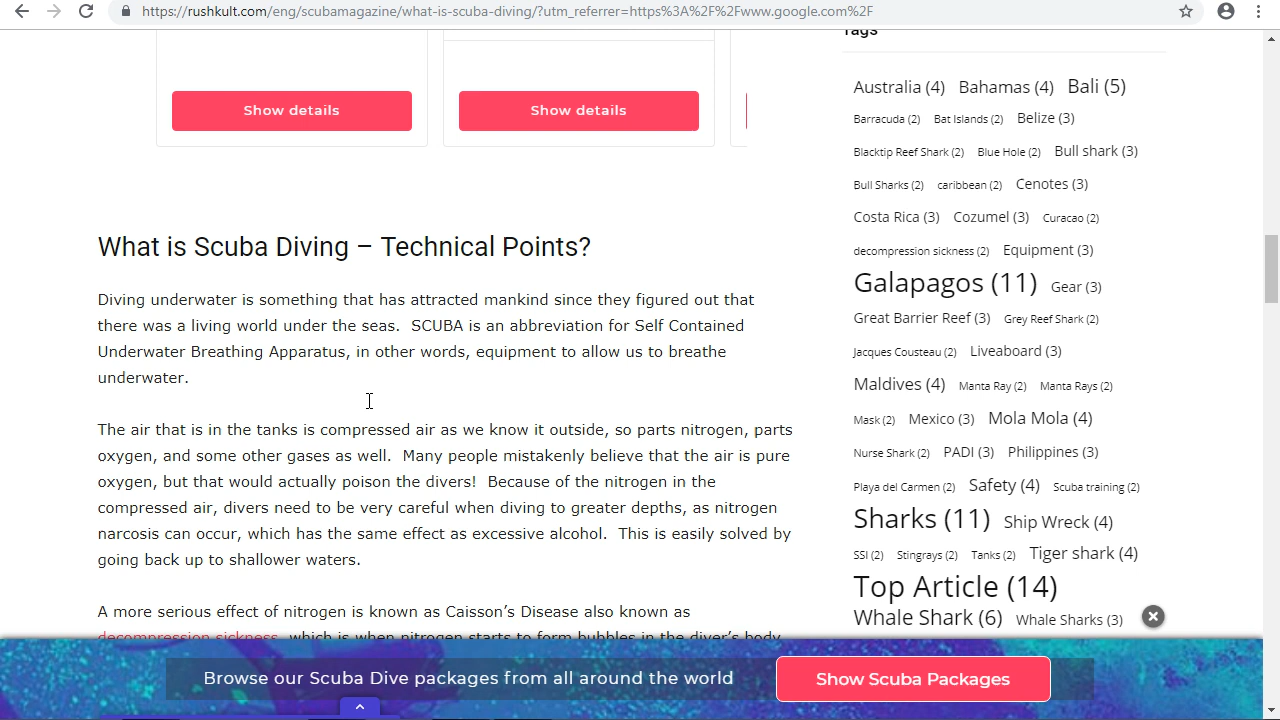 https://rushkult.com/eng/scubamagazine/what-is-scuba-diving/?utm_referrer=https%3A%2F%2Fwww.google.com%2F
Show details
Show details
What is Scuba Diving – Technical Points?
Diving underwater is something that has attracted mankind since they figured out that
there was a living world under the seas.  SCUBA is an abbreviation for Self Contained
Underwater Breathing Apparatus, in other words, equipment to allow us to breathe
underwater.
The air that is in the tanks is compressed air as we know it outside, so parts nitrogen, parts
oxygen, and some other gases as well.  Many people mistakenly believe that the air is pure
oxygen, but that would actually poison the divers!  Because of the nitrogen in the
compressed air, divers need to be very careful when diving to greater depths, as nitrogen
narcosis can occur, which has the same effect as excessive alcohol.  This is easily solved by
going back up to shallower waters.
A more serious effect of nitrogen is known as Caisson’s Disease also known as
decompression sickness, which is when nitrogen starts to form bubbles in the diver’s body
Tags
Australia (4) Bahamas (4) Bali (5)
Barracuda (2) Bat Islands (2) Belize (3)
Blacktip Reef Shark (2) Blue Hole (2) Bull shark (3)
Bull Sharks (2) caribbean (2) Cenotes (3)
Costa Rica (3) Cozumel (3) Curacao (2)
decompression sickness (2) Equipment (3)
Galapagos (11) Gear (3)
Great Barrier Reef (3) Grey Reef Shark (2)
Jacques Cousteau (2) Liveaboard (3)
Maldives (4) Manta Ray (2) Manta Rays (2)
Mask (2) Mexico (3) Mola Mola (4)
Nurse Shark (2) PADI (3) Philippines (3)
Playa del Carmen (2) Safety (4) Scuba training (2)
Sharks (11) Ship Wreck (4)
SSI (2) Stingrays (2) Tanks (2) Tiger shark (4)
Top Article (14)
Whale Shark (6) Whale Sharks (3)
Browse our Scuba Dive packages from all around the world
Show Scuba Packages